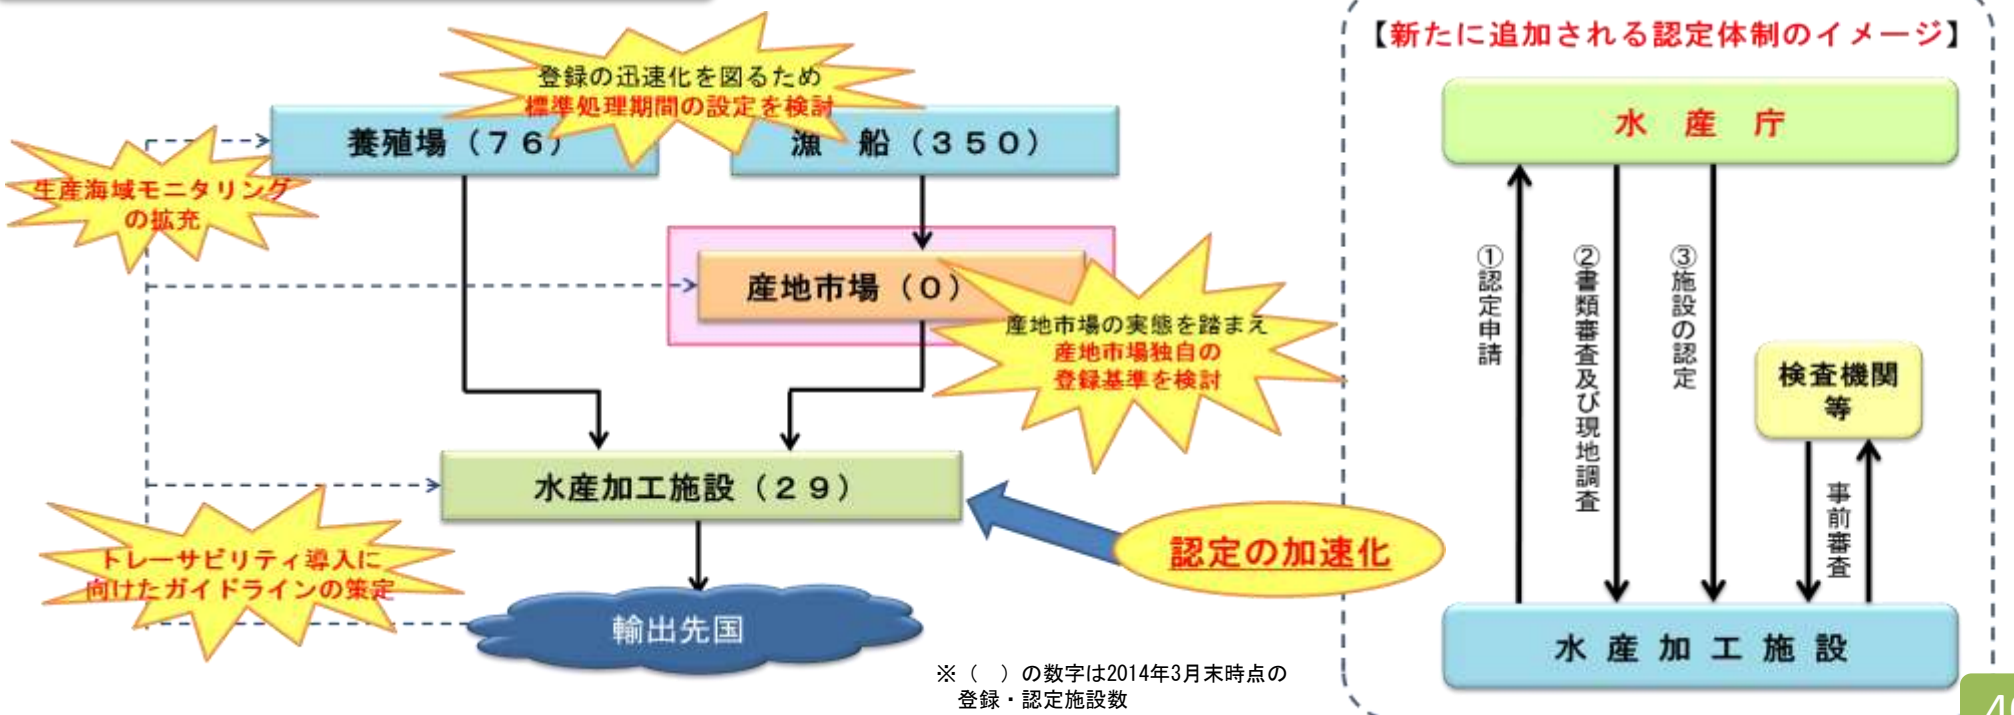 登録の迅速化を図るため
標準処理期間の設定を検討
養殖場（７６）
漁　船（３５０）
生産海域モニタリング
の拡充
産地市場（０）
産地市場の実態を踏まえ
産地市場独自の
登録基準を検討
水産加工施設（２９）
トレーサビリティ導入に
向けたガイドラインの策定
認定の加速化
輸出先国
※（　）の数字は2014年3月末時点の
登録・認定施設数
【新たに追加される認定体制のイメージ】
水　産　庁
①認定申請
②書類審査及び現地調査
③施設の認定
検査機関
等
事前審査
水 産 加 工 施 設